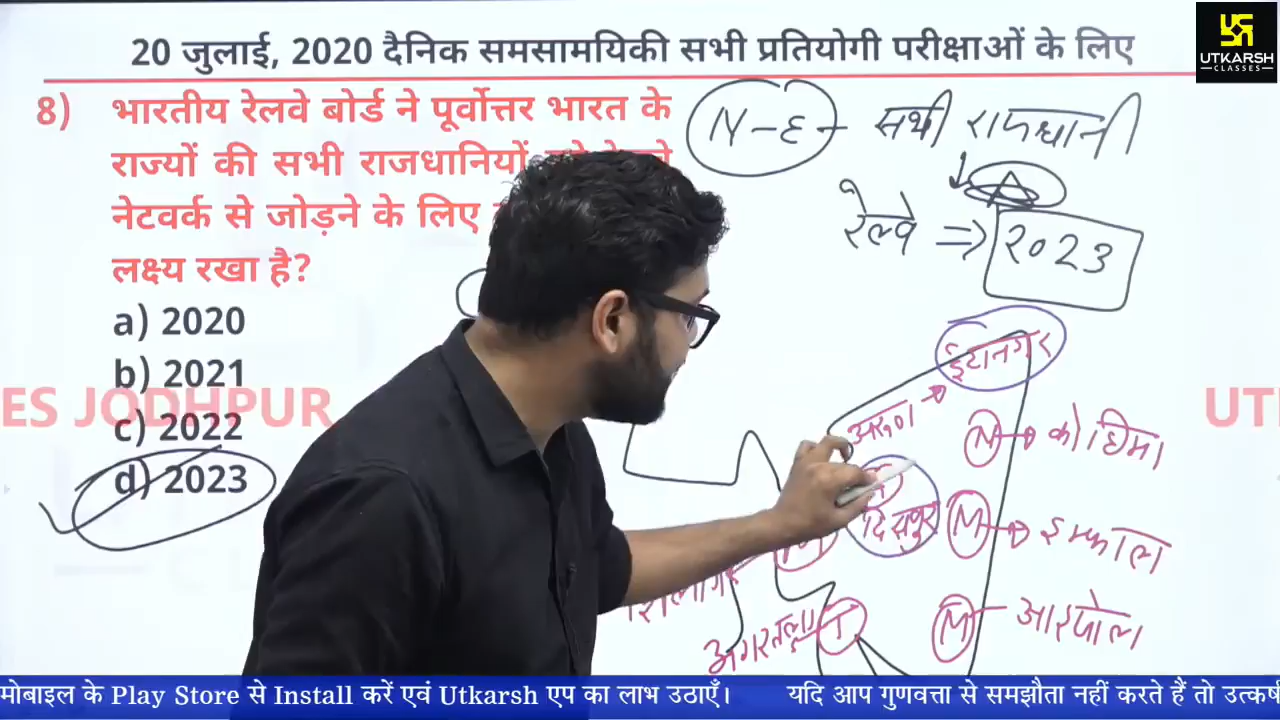 20 जुलाई, 2020 दैनिक समसामयिकी सभी प्रतियोगी परीक्षाओं के लिए
UTKARSH
CLASSES
8) भारतीय रेलवे बोर्ड ने पूर्वोत्तर भारत के
राज्यों की सभी राजधानियों
नेटवर्क से जोड़ने के लिए
लक्ष्य रखा है?
a) 2020
b) 2021
c) 2022
d) 2023
N-E- सभी राजधानी
रेल्वे => 2023
ईटानगर
अरुणा
N कोहिमा
दिसपुर
M इम्फाल
शिलांग
अगरतला T
M आइजोल
ES JODHPUR
UT
मोबाइल के Play Store से Install करें एवं Utkarsh एप का लाभ उठाएँ। यदि आप गुणवत्ता से समझौता नहीं करते हैं तो उत्कर्ष